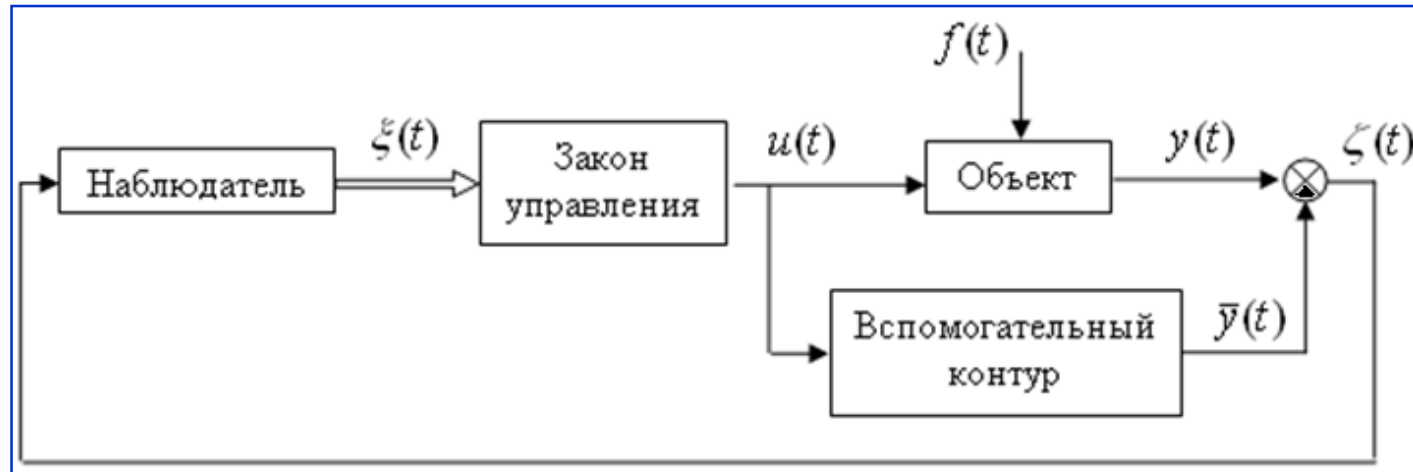 f(t)
ξ(t)
Закон
управления
u(t)
y(t)
ζ(t)
Наблюдатель
Объект
Вспомогательный
контур
ȳ(t)